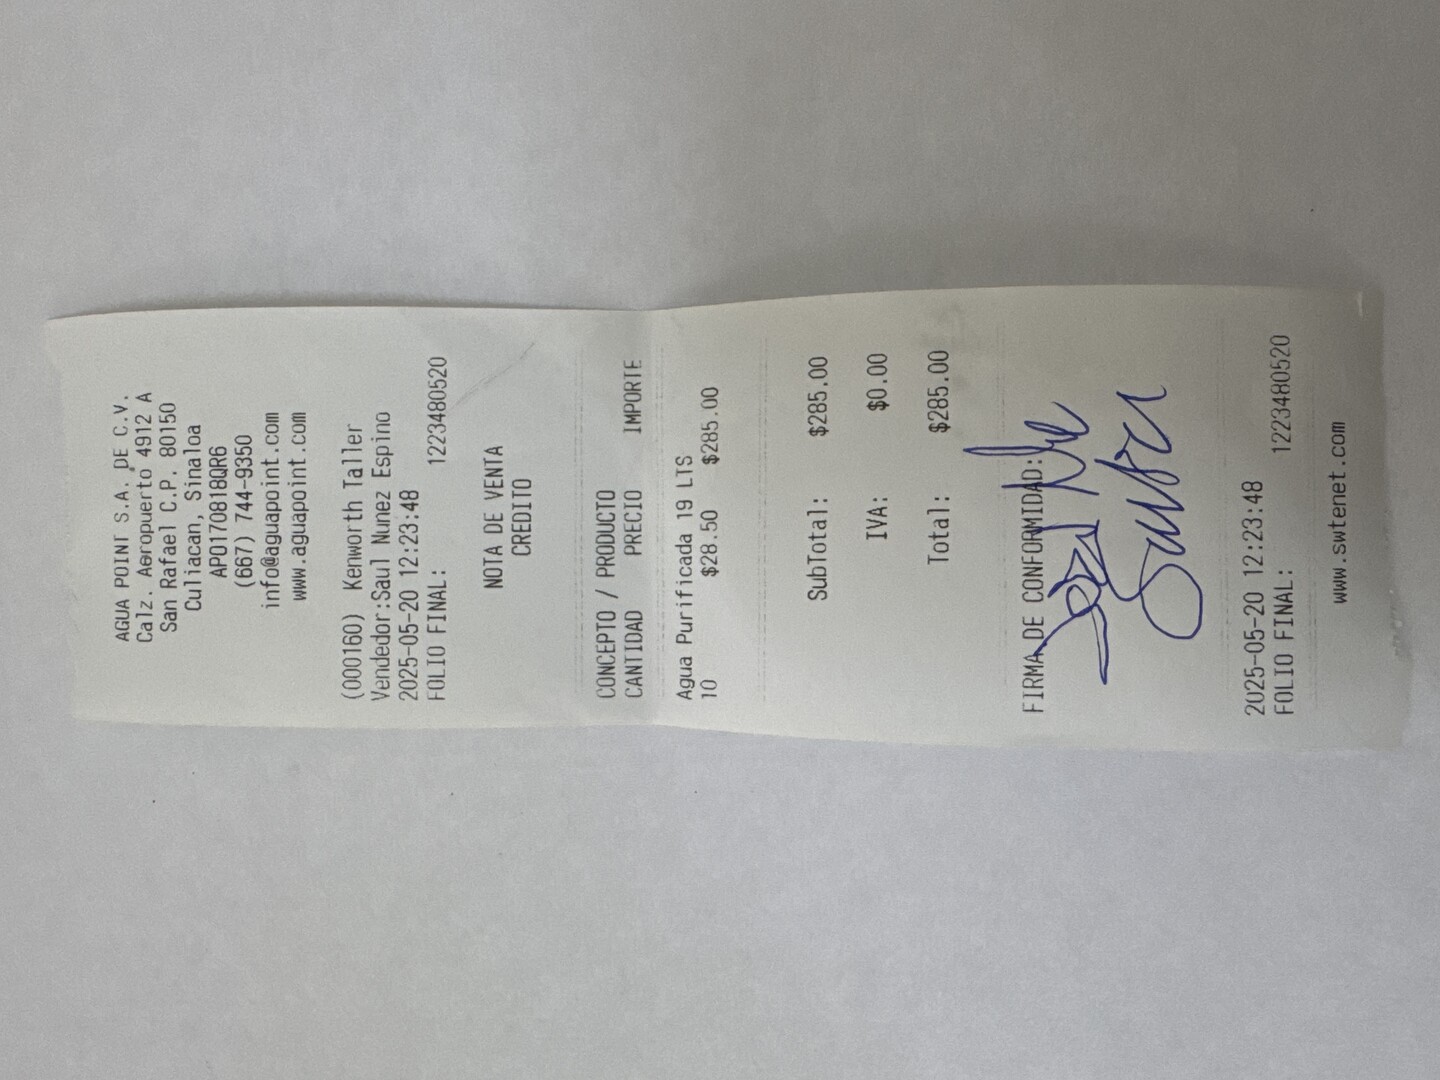 AGUA POINT S.A. DE C.V.
Calz. Aeropuerto 4912 A
San Rafael C.P. 80150
Culiacan, Sinaloa
APO170818QR6
(667) 744-9350
info@aguapoint.com
www.aguapoint.com
(000160) Kenworth Taller
Vendedor:Saul Nunez Espino
2025-05-20 12:23:48
FOLIO FINAL: 1223480520
NOTA DE VENTA
CREDITO
CONCEPTO / PRODUCTO
CANTIDAD PRECIO IMPORTE
Agua Purificada 19 LTS
10 $28.50 $285.00
SubTotal: $285.00
IVA: $0.00
Total: $285.00
FIRMA DE CONFORMIDAD:
2025-05-20 12:23:48
FOLIO FINAL: 1223480520
www.swtenet.com